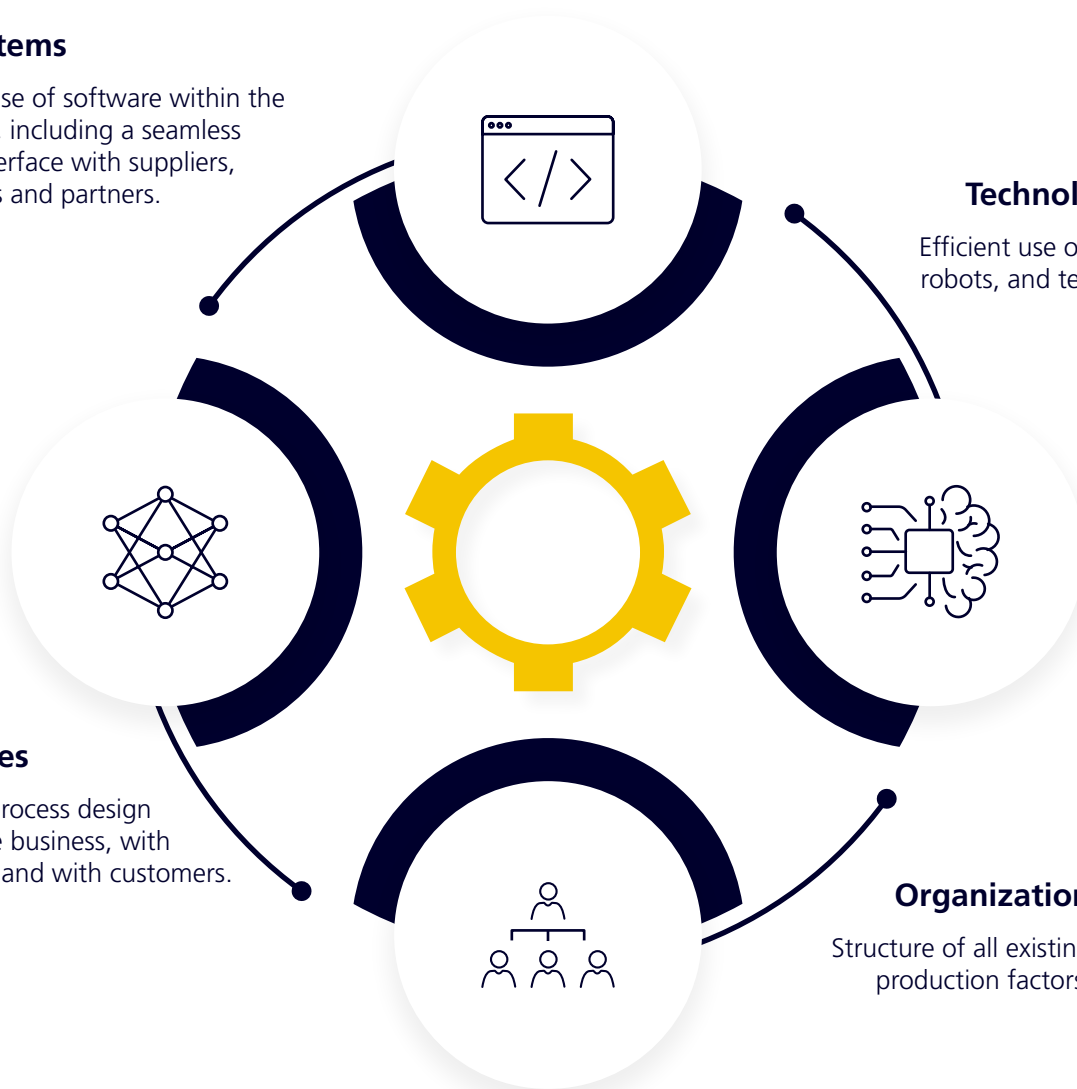 tems
se of software within the
, including a seamless
erface with suppliers,
s and partners.
Technol
Efficient use o
robots, and te
es
rocess design
e business, with
and with customers.
Organization
Structure of all existin
production factors